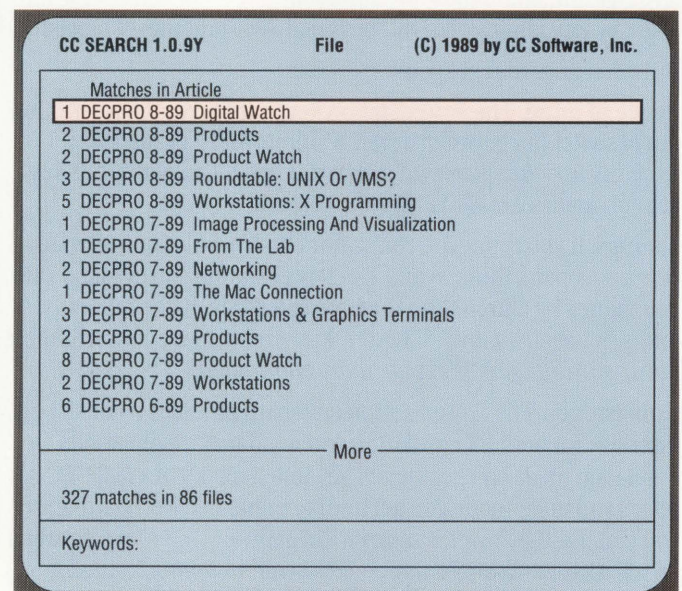 CC SEARCH 1.0.9Y File (C) 1989 by CC Software, Inc.
Matches in Article
1 DECPRO 8-89 Digital Watch
2 DECPRO 8-89 Products
2 DECPRO 8-89 Product Watch
3 DECPRO 8-89 Roundtable: UNIX Or VMS?
5 DECPRO 8-89 Workstations: X Programming
1 DECPRO 7-89 Image Processing And Visualization
1 DECPRO 7-89 From The Lab
2 DECPRO 7-89 Networking
1 DECPRO 7-89 The Mac Connection
3 DECPRO 7-89 Workstations & Graphics Terminals
2 DECPRO 7-89 Products
8 DECPRO 7-89 Product Watch
2 DECPRO 7-89 Workstations
6 DECPRO 6-89 Products
More
327 matches in 86 files
Keywords: